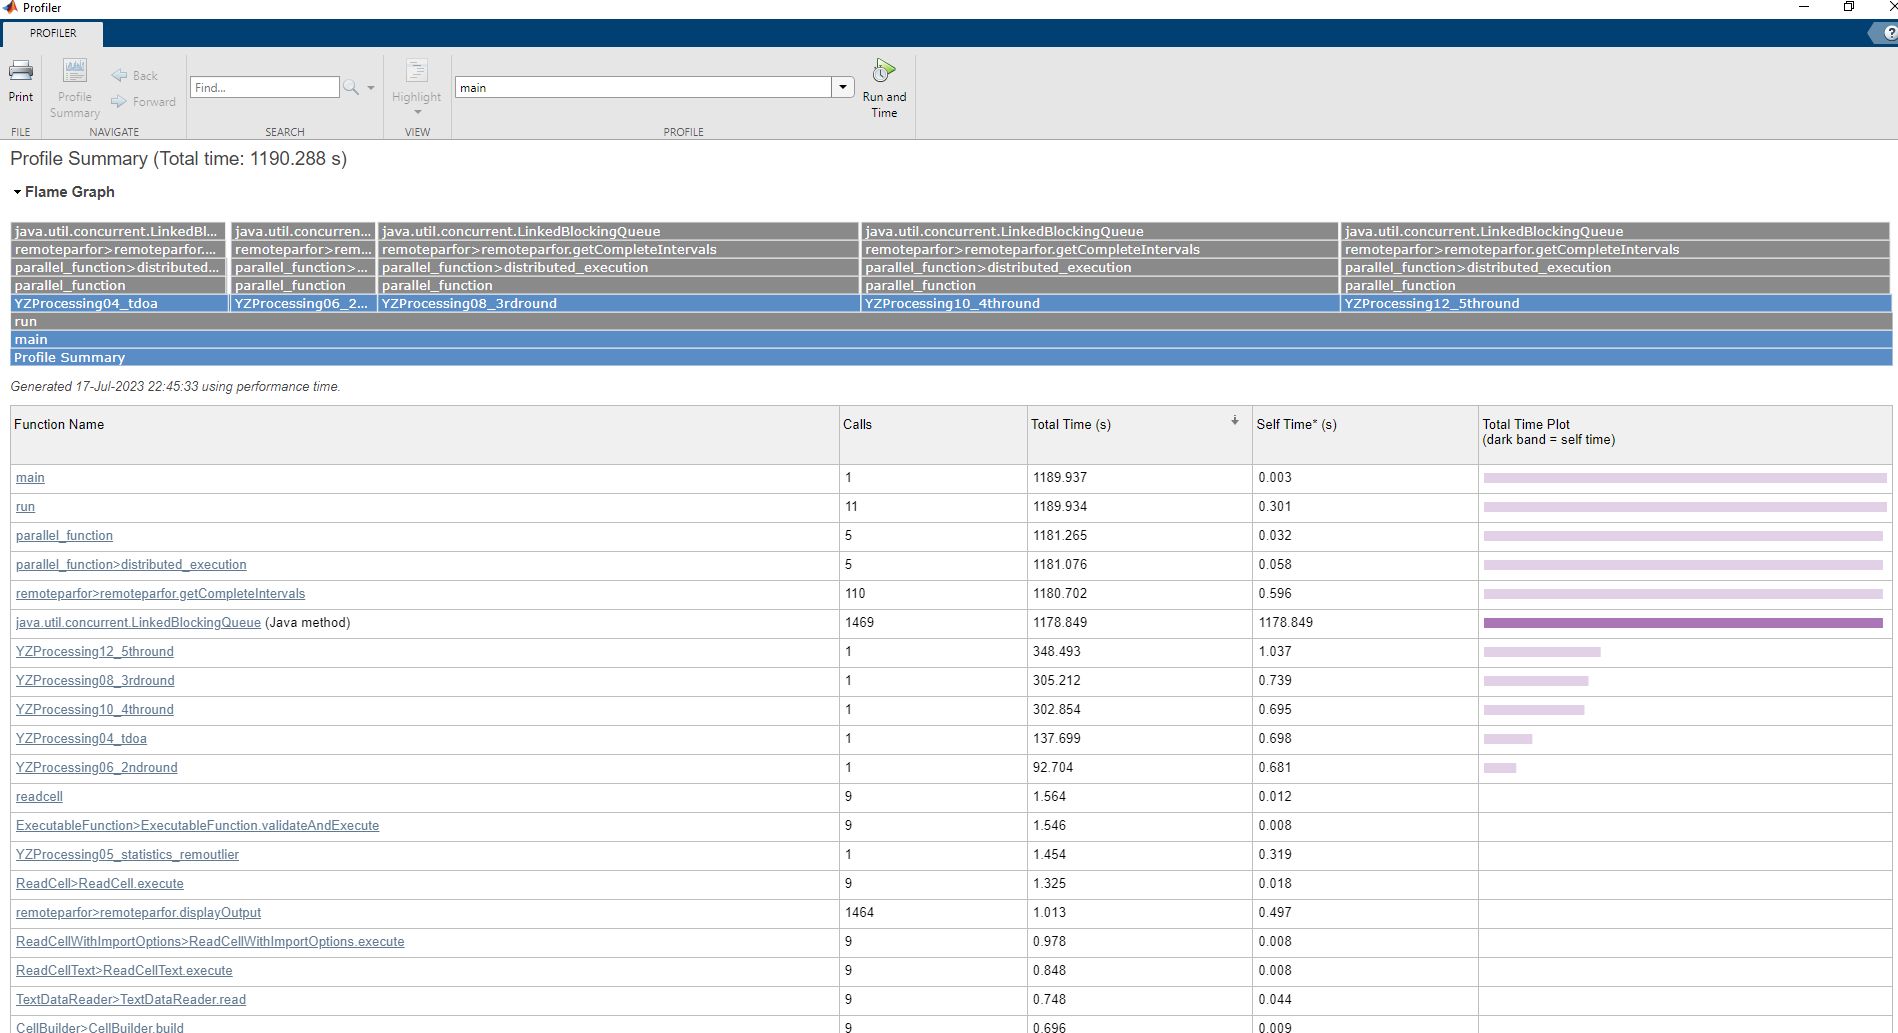 Profiler
PROFILER
?
Print
Profile Summary
Back
Forward
Find...
Highlight
main
Run and Time
FILE
NAVIGATE
SEARCH
VIEW
PROFILE
Profile Summary (Total time: 1190.288 s)
Flame Graph
java.util.concurrent.LinkedBl... java.util.concurren... java.util.concurrent.LinkedBlockingQueue java.util.concurrent.LinkedBlockingQueue java.util.concurrent.LinkedBlockingQueue
remoteparfor>remoteparfor.... remoteparfor>rem... remoteparfor>remoteparfor.getCompleteIntervals remoteparfor>remoteparfor.getCompleteIntervals remoteparfor>remoteparfor.getCompleteIntervals
parallel_function>distributed... parallel_function>... parallel_function>distributed_execution parallel_function>distributed_execution parallel_function>distributed_execution
parallel_function parallel_function parallel_function parallel_function parallel_function
YZProcessing04_tdoa YZProcessing06_2... YZProcessing08_3rdround YZProcessing10_4thround YZProcessing12_5thround
run
main
Profile Summary
Generated 17-Jul-2023 22:45:33 using performance time.
Function Name Calls Total Time (s) Self Time* (s) Total Time Plot
(dark band = self time)
main 1 1189.937 0.003
run 11 1189.934 0.301
parallel_function 5 1181.265 0.032
parallel_function>distributed_execution 5 1181.076 0.058
remoteparfor>remoteparfor.getCompleteIntervals 110 1180.702 0.596
java.util.concurrent.LinkedBlockingQueue (Java method) 1469 1178.849 1178.849
YZProcessing12_5thround 1 348.493 1.037
YZProcessing08_3rdround 1 305.212 0.739
YZProcessing10_4thround 1 302.854 0.695
YZProcessing04_tdoa 1 137.699 0.698
YZProcessing06_2ndround 1 92.704 0.681
readcell 9 1.564 0.012
ExecutableFunction>ExecutableFunction.validateAndExecute 9 1.546 0.008
YZProcessing05_statistics_remoutlier 1 1.454 0.319
ReadCell>ReadCell.execute 9 1.325 0.018
remoteparfor>remoteparfor.displayOutput 1464 1.013 0.497
ReadCellWithImportOptions>ReadCellWithImportOptions.execute 9 0.978 0.008
ReadCellText>ReadCellText.execute 9 0.848 0.008
TextDataReader>TextDataReader.read 9 0.748 0.044
CellBuilder>CellBuilder.build 9 0.696 0.009